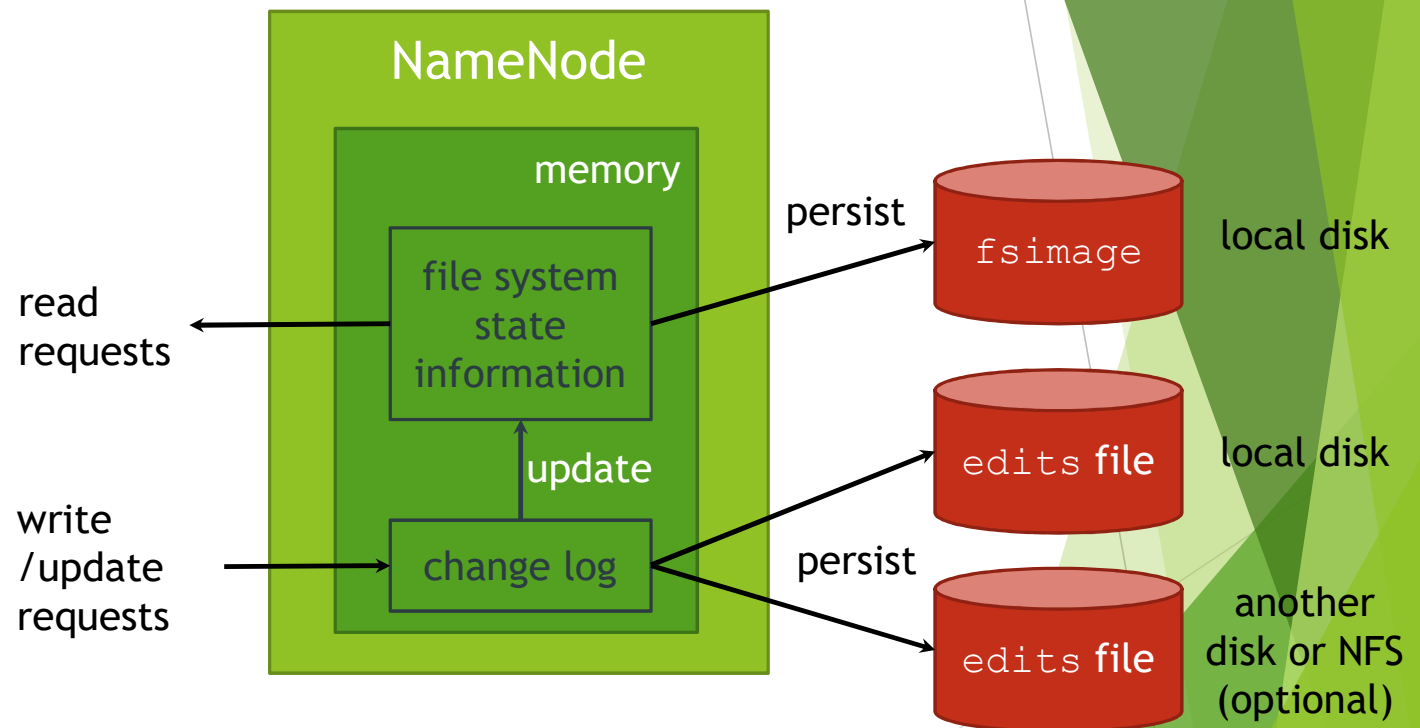 NameNode
memory
read
requests
file system
state
information
persist
fsimage
local disk
update
write
/update
requests
change log
edits file
local disk
persist
edits file
another
disk or NFS
(optional)